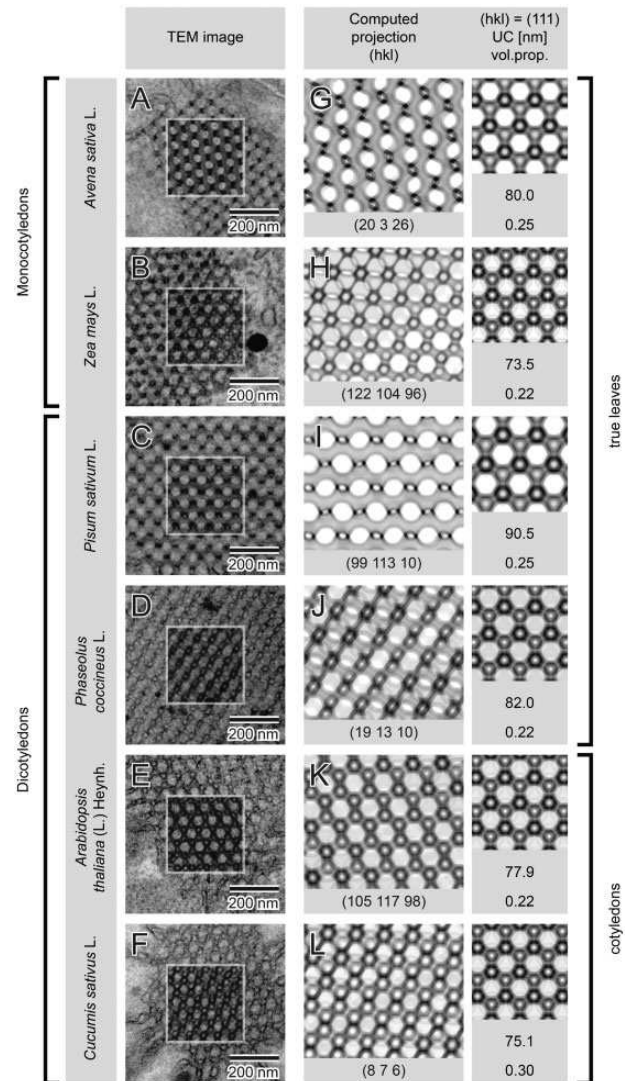 TEM image
Computed
projection
(hkl)
(hkl) = (111)
UC [nm]
vol.prop.
Monocotyledons
Avena sativa L.
A
200 nm
G
(20 3 26)
80.0
0.25
Zea mays L.
B
200 nm
H
(122 104 96)
73.5
0.22
true leaves
Dicotyledons
Pisum sativum L.
C
200 nm
I
(99 113 10)
90.5
0.25
Phaseolus
coccineus L.
D
200 nm
J
(19 13 10)
82.0
0.22
Arabidopsis
thaliana (L.) Heynh.
E
200 nm
K
(105 117 98)
77.9
0.22
cotyledons
Cucumis sativus L.
F
200 nm
L
(8 7 6)
75.1
0.30